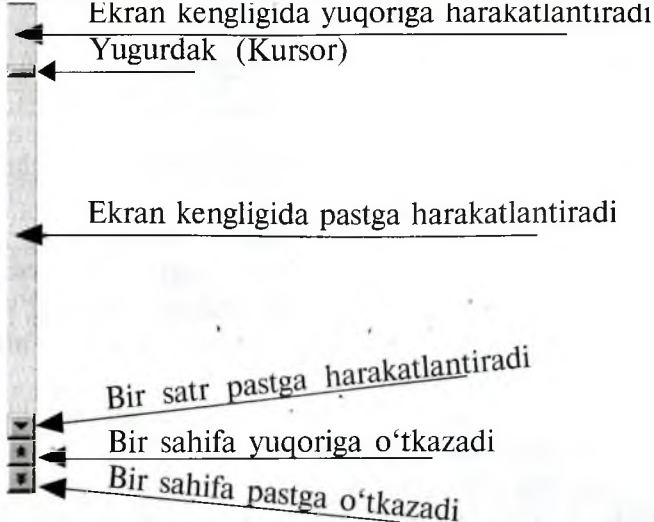 Ekran kengligida yuqoriga harakatlantiradi
Yugurdak (Kursor)
Ekran kengligida pastga harakatlantiradi
Bir satr pastga harakatlantiradi
Bir sahifa yuqoriga o‘tkazadi
Bir sahifa pastga o‘tkazadi